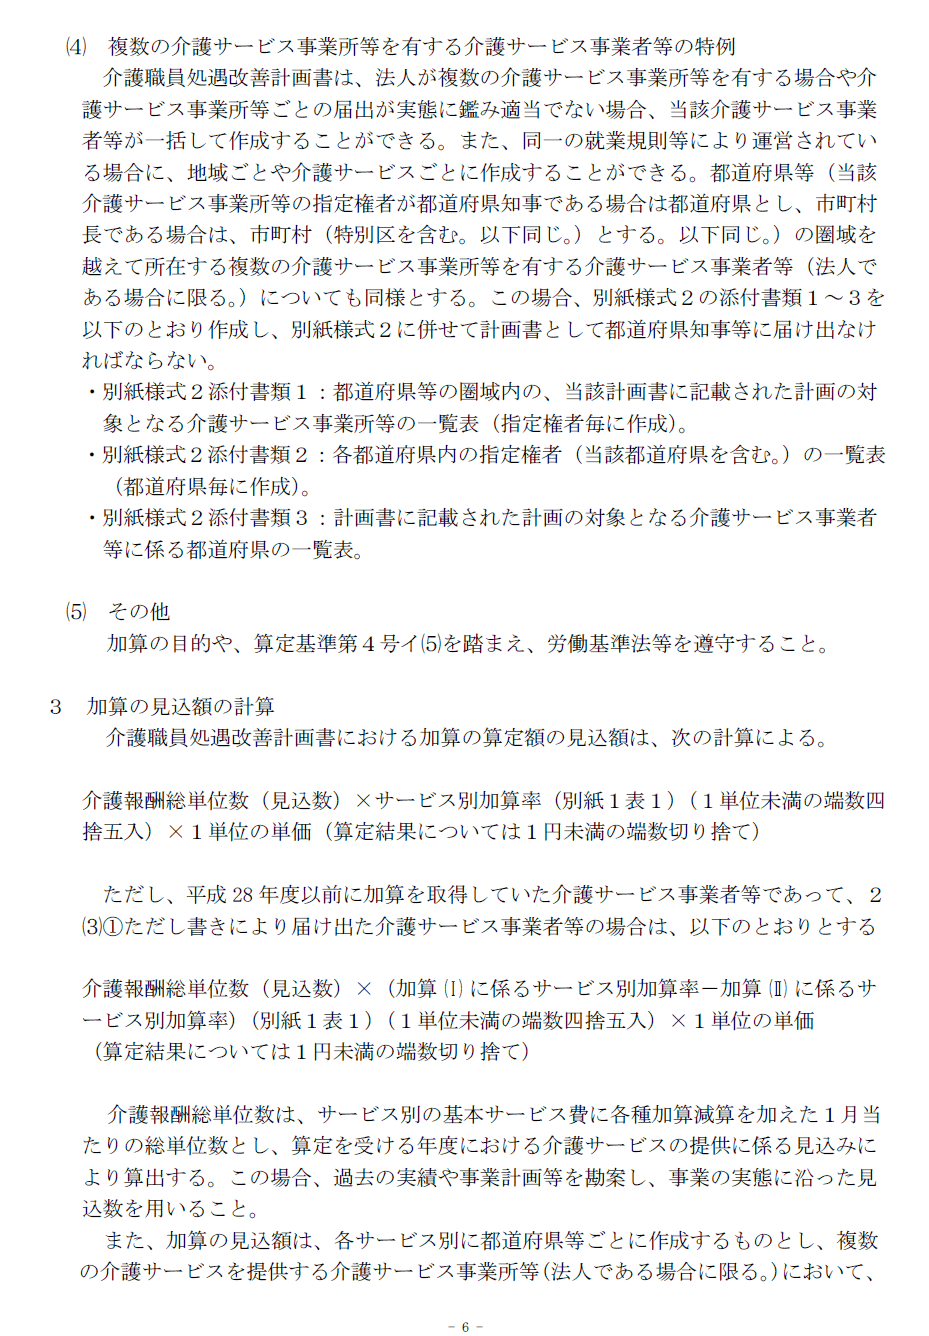 ⑷　複数の介護サービス事業所等を有する介護サービス事業者等の特例
介護職員処遇改善計画書は、法人が複数の介護サービス事業所等を有する場合や介
護サービス事業所等ごとの届出が実態に鑑み適当でない場合、当該介護サービス事業
者等が一括して作成することができる。また、同一の就業規則等により運営されてい
る場合に、地域ごとや介護サービスごとに作成することができる。都道府県等（当該
介護サービス事業所等の指定権者が都道府県知事である場合は都道府県とし、市町村
長である場合は、市町村（特別区を含む。以下同じ。）とする。以下同じ。）の圏域を
越えて所在する複数の介護サービス事業所等を有する介護サービス事業者等（法人で
ある場合に限る。）についても同様とする。この場合、別紙様式２の添付書類１～３を
以下のとおり作成し、別紙様式２に併せて計画書として都道府県知事等に届け出なけ
ればならない。
・別紙様式２添付書類１：都道府県等の圏域内の、当該計画書に記載された計画の対
象となる介護サービス事業所等の一覧表（指定権者毎に作成）。
・別紙様式２添付書類２：各都道府県内の指定権者（当該都道府県を含む。）の一覧表
（都道府県毎に作成）。
・別紙様式２添付書類３：計画書に記載された計画の対象となる介護サービス事業者
等に係る都道府県の一覧表。
⑸　その他
加算の目的や、算定基準第４号イ⑸を踏まえ、労働基準法等を遵守すること。
３　加算の見込額の計算
介護職員処遇改善計画書における加算の算定額の見込額は、次の計算による。
介護報酬総単位数（見込数）×サービス別加算率（別紙１表１）（１単位未満の端数四
捨五入）×１単位の単価（算定結果については１円未満の端数切り捨て）
ただし、平成 28 年度以前に加算を取得していた介護サービス事業者等であって、２
⑶①ただし書きにより届け出た介護サービス事業者等の場合は、以下のとおりとする
介護報酬総単位数（見込数）×（加算(Ⅰ)に係るサービス別加算率－加算(Ⅱ)に係るサ
ービス別加算率）（別紙１表１）（１単位未満の端数四捨五入）×１単位の単価
（算定結果については１円未満の端数切り捨て）
介護報酬総単位数は、サービス別の基本サービス費に各種加算減算を加えた１月当
たりの総単位数とし、算定を受ける年度における介護サービスの提供に係る見込みに
より算出する。この場合、過去の実績や事業計画等を勘案し、事業の実態に沿った見
込数を用いること。
また、加算の見込額は、各サービス別に都道府県等ごとに作成するものとし、複数
の介護サービスを提供する介護サービス事業所等（法人である場合に限る。）において、
- 6 -